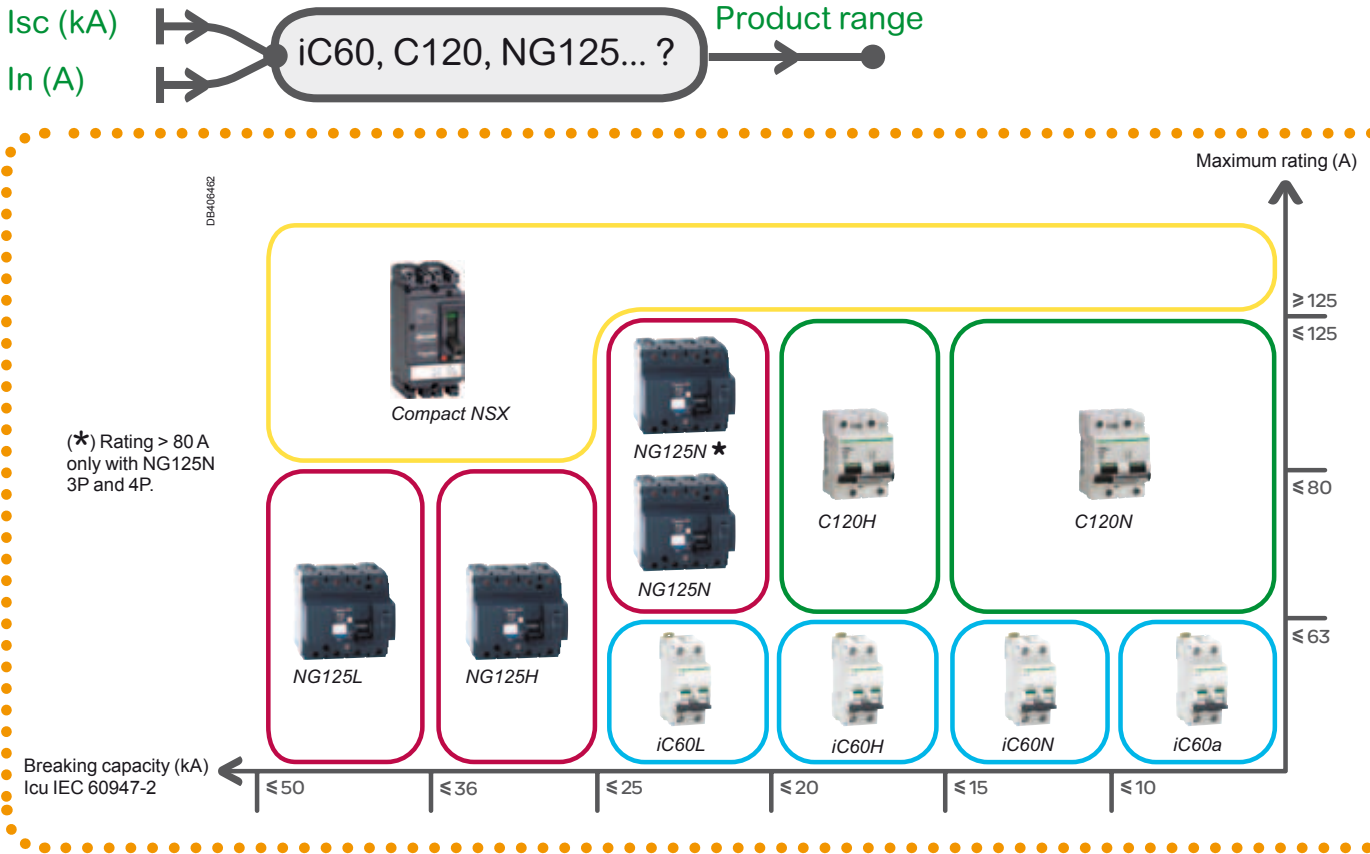 Isc (kA)
In (A)
iC60, C120, NG125... ?
Product range
Maximum rating (A)
DB406462
⩾ 125
⩽ 125
Compact NSX
(★) Rating > 80 A
only with NG125N
3P and 4P.
NG125N ★
⩽ 80
C120H
C120N
NG125N
⩽ 63
NG125L
NG125H
iC60L
iC60H
iC60N
iC60a
Breaking capacity (kA)
Icu IEC 60947-2
⩽ 50
⩽ 36
⩽ 25
⩽ 20
⩽ 15
⩽ 10